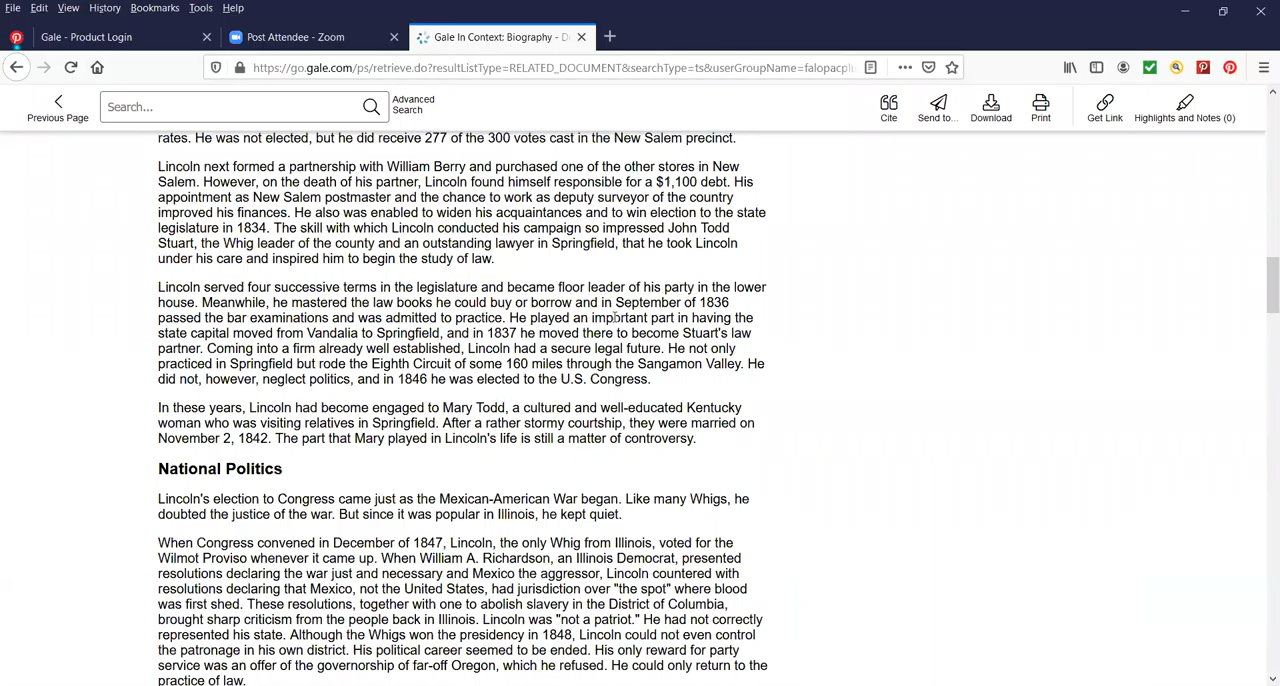 File Edit View History Bookmarks Tools Help
Gale - Product Login
Post Attendee - Zoom
Gale In Context: Biography - D
https://go.gale.com/ps/retrieve.do?resultListType=RELATED_DOCUMENT&searchType=ts&userGroupName=falopacpl
Previous Page
Search...
Advanced
Search
Cite
Send to...
Download
Print
Get Link
Highlights and Notes (0)
rates. He was not elected, but he did receive 277 of the 300 votes cast in the New Salem precinct.
Lincoln next formed a partnership with William Berry and purchased one of the other stores in New
Salem. However, on the death of his partner, Lincoln found himself responsible for a $1,100 debt. His
appointment as New Salem postmaster and the chance to work as deputy surveyor of the country
improved his finances. He also was enabled to widen his acquaintances and to win election to the state
legislature in 1834. The skill with which Lincoln conducted his campaign so impressed John Todd
Stuart, the Whig leader of the county and an outstanding lawyer in Springfield, that he took Lincoln
under his care and inspired him to begin the study of law.
Lincoln served four successive terms in the legislature and became floor leader of his party in the lower
house. Meanwhile, he mastered the law books he could buy or borrow and in September of 1836
passed the bar examinations and was admitted to practice. He played an important part in having the
state capital moved from Vandalia to Springfield, and in 1837 he moved there to become Stuart's law
partner. Coming into a firm already well established, Lincoln had a secure legal future. He not only
practiced in Springfield but rode the Eighth Circuit of some 160 miles through the Sangamon Valley. He
did not, however, neglect politics, and in 1846 he was elected to the U.S. Congress.
In these years, Lincoln had become engaged to Mary Todd, a cultured and well-educated Kentucky
woman who was visiting relatives in Springfield. After a rather stormy courtship, they were married on
November 2, 1842. The part that Mary played in Lincoln's life is still a matter of controversy.
National Politics
Lincoln's election to Congress came just as the Mexican-American War began. Like many Whigs, he
doubted the justice of the war. But since it was popular in Illinois, he kept quiet.
When Congress convened in December of 1847, Lincoln, the only Whig from Illinois, voted for the
Wilmot Proviso whenever it came up. When William A. Richardson, an Illinois Democrat, presented
resolutions declaring the war just and necessary and Mexico the aggressor, Lincoln countered with
resolutions declaring that Mexico, not the United States, had jurisdiction over "the spot" where blood
was first shed. These resolutions, together with one to abolish slavery in the District of Columbia,
brought sharp criticism from the people back in Illinois. Lincoln was "not a patriot." He had not correctly
represented his state. Although the Whigs won the presidency in 1848, Lincoln could not even control
the patronage in his own district. His political career seemed to be ended. His only reward for party
service was an offer of the governorship of far-off Oregon, which he refused. He could only return to the
practice of law.